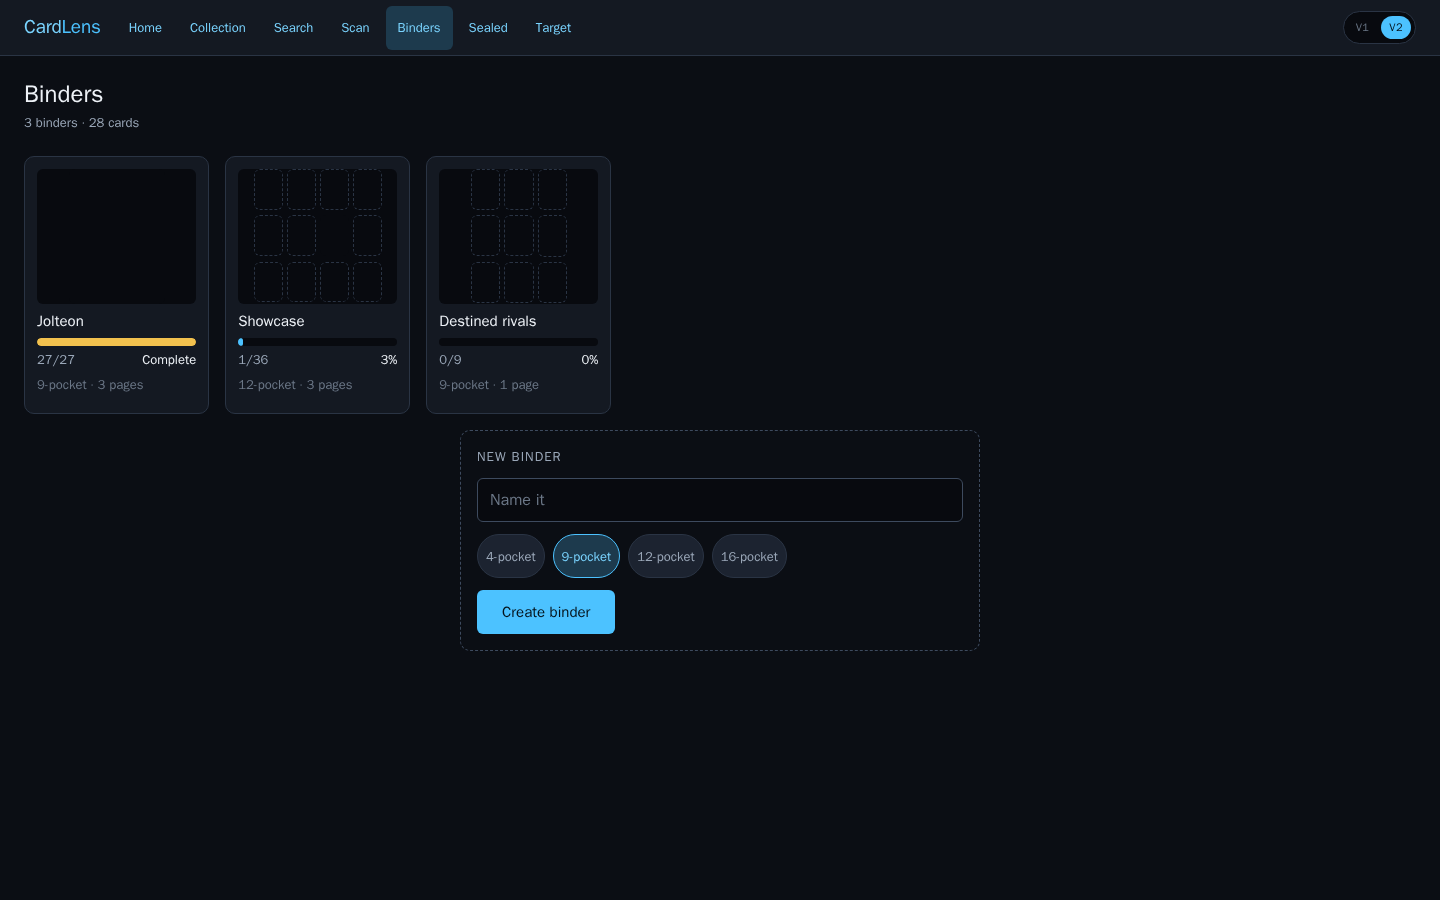 CardLens Home Collection Search Scan Binders Sealed Target V1 V2
Binders
3 binders · 28 cards
Jolteon
27/27 Complete
9-pocket · 3 pages
Showcase
1/36 3%
12-pocket · 3 pages
Destined rivals
0/9 0%
9-pocket · 1 page
NEW BINDER
Name it
4-pocket 9-pocket 12-pocket 16-pocket
Create binder